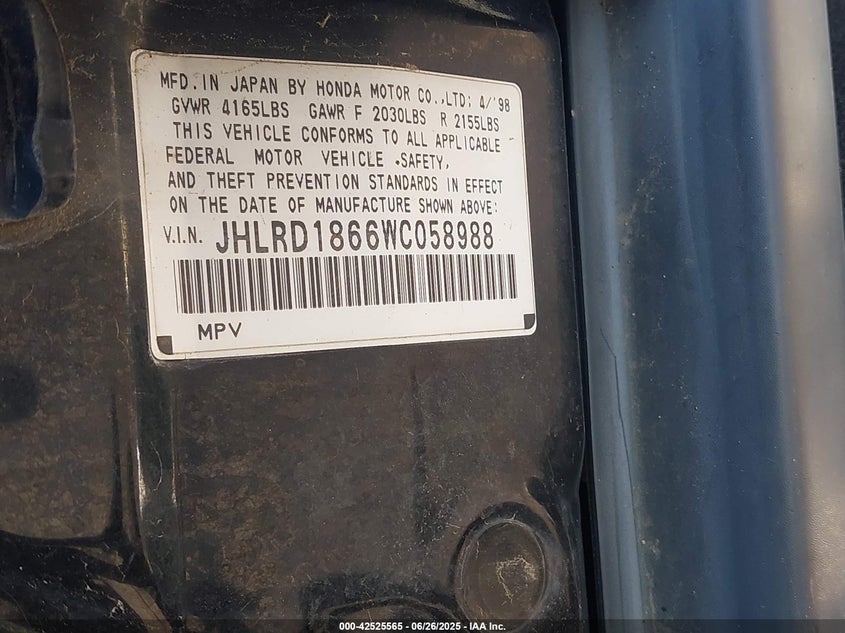 MFD. IN JAPAN BY HONDA MOTOR CO.,LTD; 4/'98
GVWR 4165LBS GAWR F 2030LBS R 2155LBS
THIS VEHICLE CONFORMS TO ALL APPLICABLE
FEDERAL MOTOR VEHICLE SAFETY,
AND THEFT PREVENTION STANDARDS IN EFFECT
ON THE DATE OF MANUFACTURE SHOWN ABOVE:
V.I.N. JHLRD1866WC058988
MPV
000-42525565 - 06/26/2025 - IAA Inc.